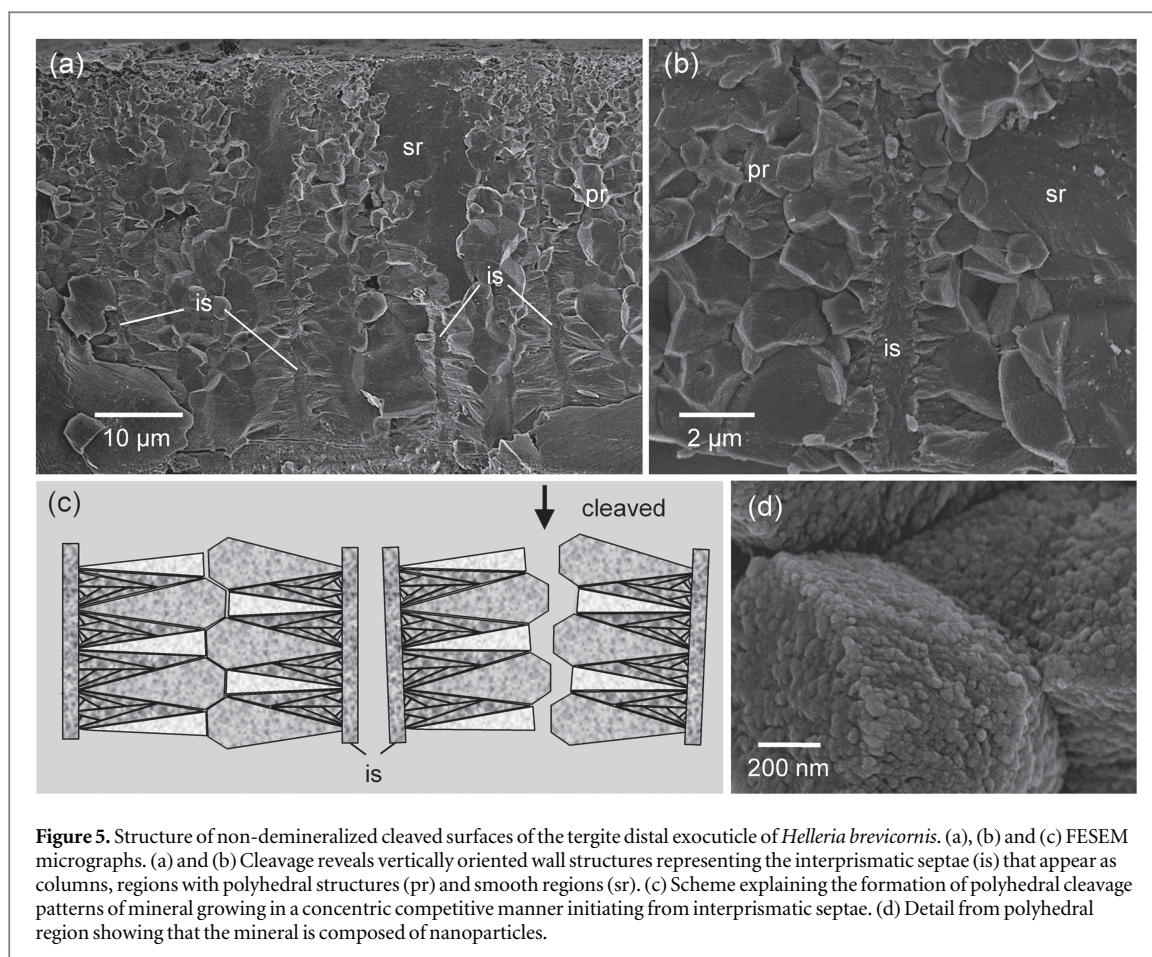 (a)
sr
pr
is
is
10 µm
(b)
pr
sr
is
2 µm
(c)
cleaved
is
(d)
200 nm
Figure 5. Structure of non-demineralized cleaved surfaces of the tergite distal exocuticle of Helleria brevicornis. (a), (b) and (c) FESEM
micrographs. (a) and (b) Cleavage reveals vertically oriented wall structures representing the interprismatic septae (is) that appear as
columns, regions with polyhedral structures (pr) and smooth regions (sr). (c) Scheme explaining the formation of polyhedral cleavage
patterns of mineral growing in a concentric competitive manner initiating from interprismatic septae. (d) Detail from polyhedral
region showing that the mineral is composed of nanoparticles.